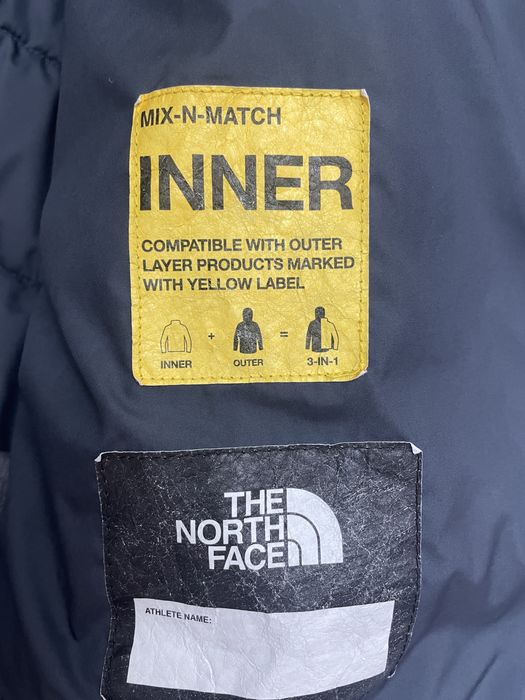 MIX-N-MATCH
INNER
COMPATIBLE WITH OUTER
LAYER PRODUCTS MARKED
WITH YELLOW LABEL
+ =
INNER OUTER 3-IN-1
THE
NORTH
FACE
ATHLETE NAME: